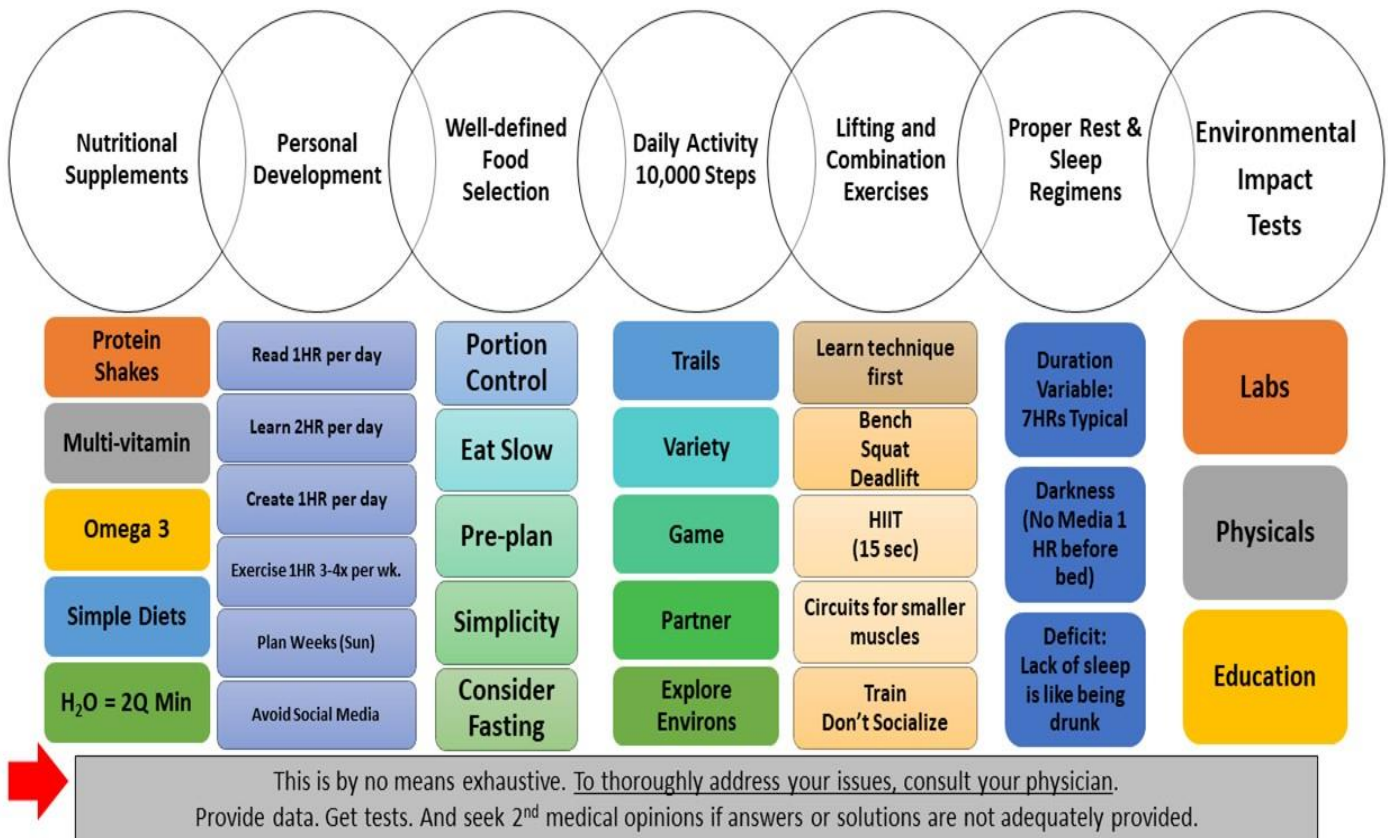 Nutritional
Supplements
Personal
Development
Well-defined
Food
Selection
Daily Activity
10,000 Steps
Lifting and
Combination
Exercises
Proper Rest &
Sleep
Regimens
Environmental
Impact
Tests
Protein
Shakes
Multi-vitamin
Omega 3
Simple Diets
H₂O = 2Q Min
Read 1HR per day
Learn 2HR per day
Create 1HR per day
Exercise 1HR 3-4x per wk.
Plan Weeks (Sun)
Avoid Social Media
Portion
Control
Eat Slow
Pre-plan
Simplicity
Consider
Fasting
Trails
Variety
Game
Partner
Explore
Environs
Learn technique
first
Bench
Squat
Deadlift
HIIT
(15 sec)
Circuits for smaller
muscles
Train
Don't Socialize
Duration
Variable:
7HRs Typical
Darkness
(No Media 1
HR before
bed)
Deficit:
Lack of sleep
is like being
drunk
Labs
Physicals
Education
This is by no means exhaustive. To thoroughly address your issues, consult your physician.
Provide data. Get tests. And seek 2nd medical opinions if answers or solutions are not adequately provided.